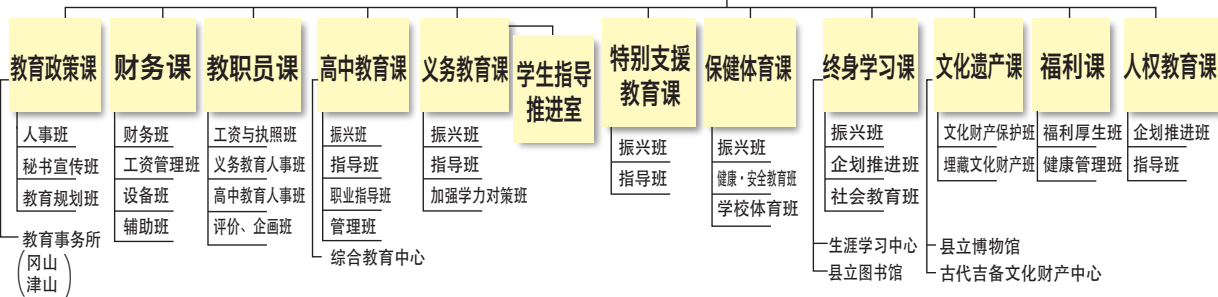 教育政策课
人事班
秘书宣传班
教育规划班
教育事务所
(冈山
津山)
财务课
财务班
工资管理班
设备班
辅助班
教职员课
工资与执照班
义务教育人事班
高中教育人事班
评价、企画班
高中教育课
振兴班
指导班
职业指导班
管理班
综合教育中心
义务教育课
振兴班
指导班
加强学力对策班
学生指导
推进室
特别支援
教育课
振兴班
指导班
保健体育课
振兴班
健康・安全教育班
学校体育班
终身学习课
振兴班
企划推进班
社会教育班
生涯学习中心
县立图书馆
文化遗产课
文化财产保护班
埋藏文化财产班
县立博物馆
古代吉备文化财产中心
福利课
福利厚生班
健康管理班
人权教育课
企划推进班
指导班